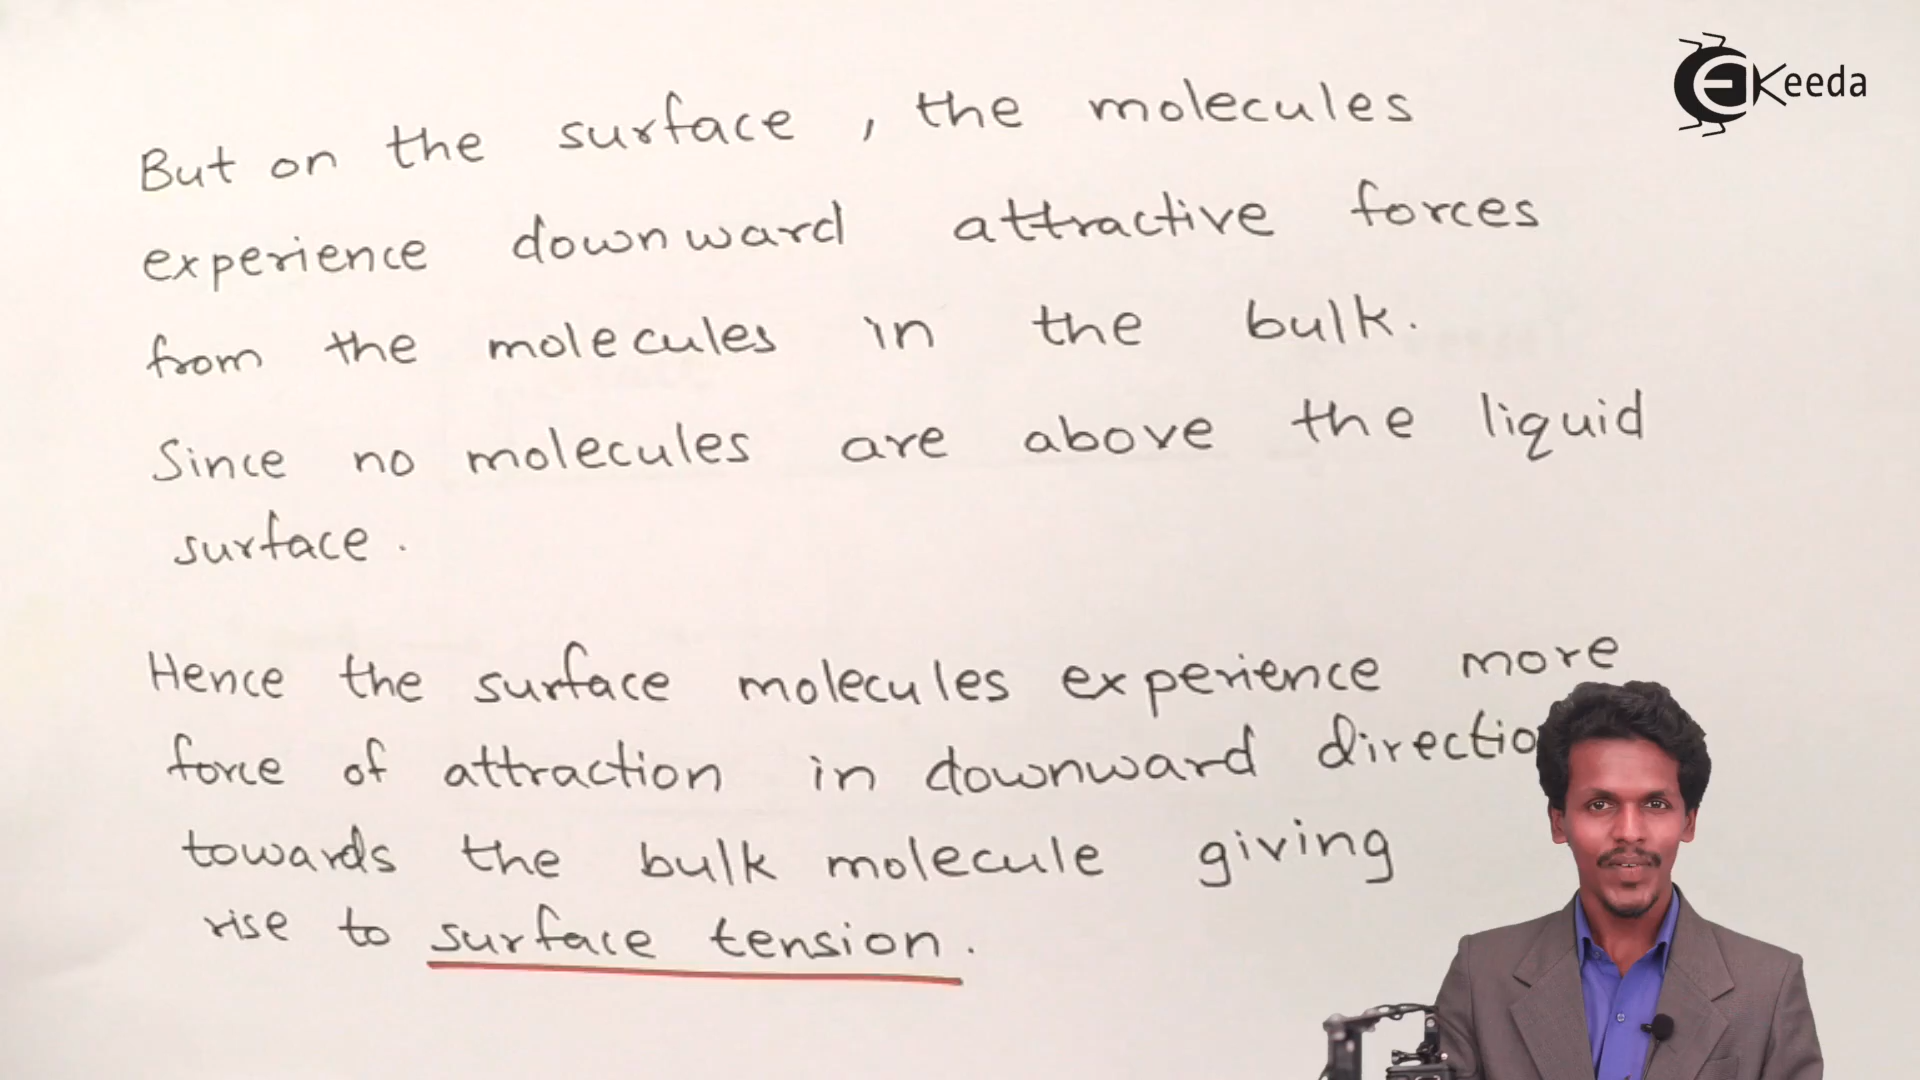 But on the surface, the molecules
experience downward attractive forces
from the molecules in the bulk.
Since no molecules are above the liquid
surface.
Hence the surface molecules experience more
force of attraction in downward directio
towards the bulk molecule giving
rise to surface tension.
EKeeda